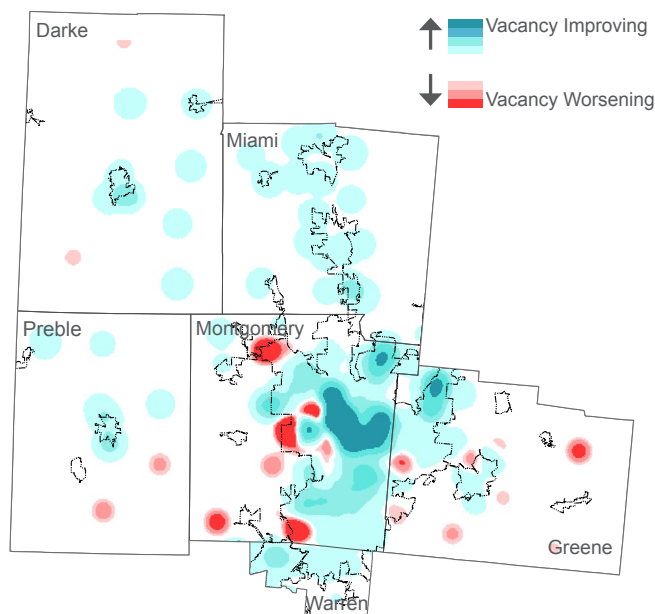 Darke
Vacancy Improving
Vacancy Worsening
Miami
Preble
Montgomery
Greene
Warren